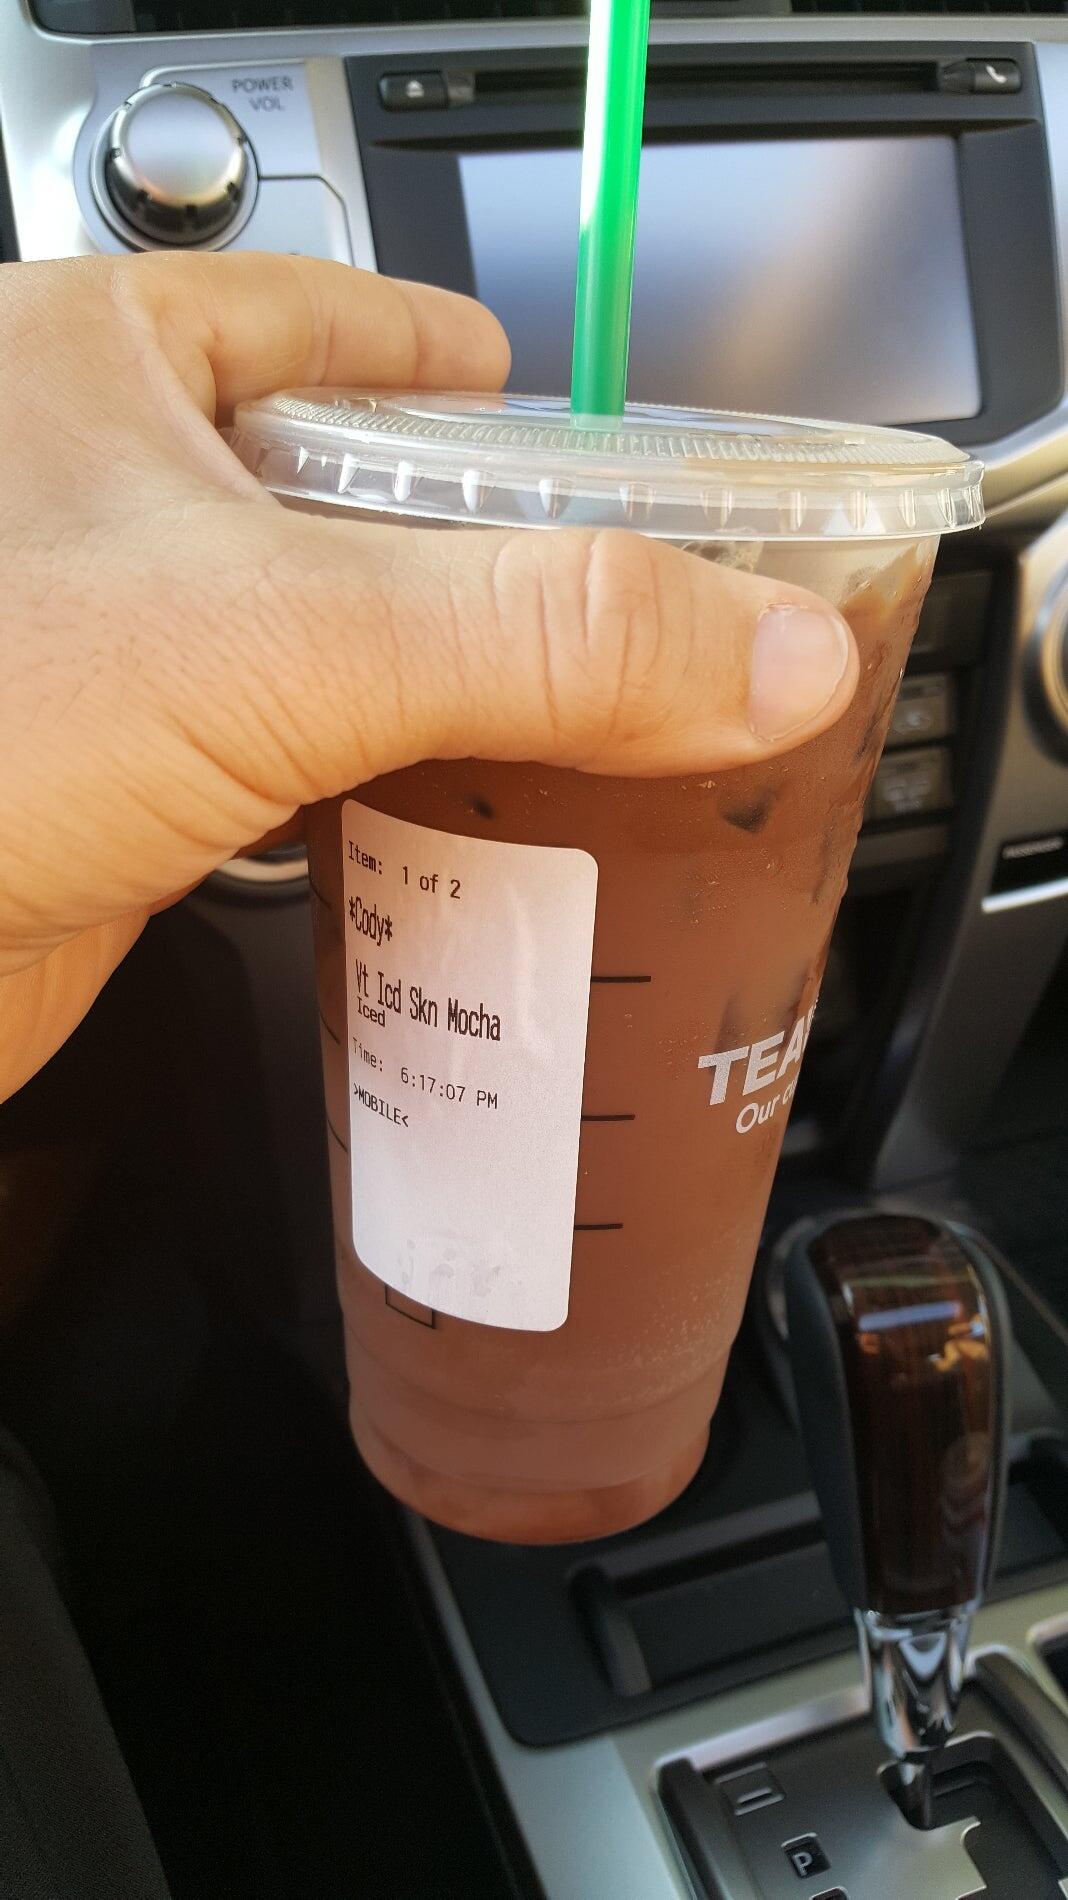 POWER
VOL
Item: 1 of 2
*Cody*
Vt Icd Skn Mocha
Iced
Time: 6:17:07 PM
>MOBILE<
Our
P